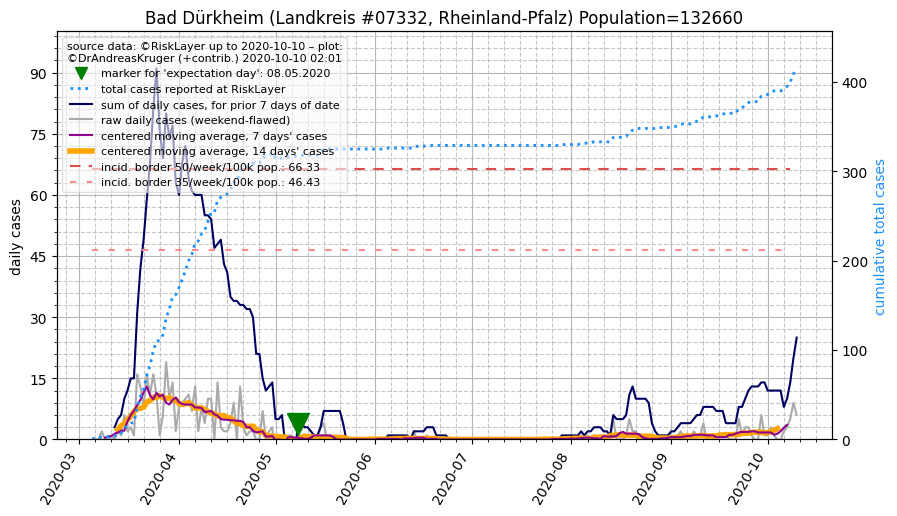 Bad Dürkheim (Landkreis #07332, Rheinland-Pfalz) Population=132660
source data: ©RiskLayer up to 2020-10-10 – plot:
©DrAndreasKruger (+contrib.) 2020-10-10 02:01
marker for 'expectation day': 08.05.2020
total cases reported at RiskLayer
sum of daily cases, for prior 7 days of date
raw daily cases (weekend-flawed)
centered moving average, 7 days' cases
centered moving average, 14 days' cases
incid. border 50/week/100K pop.: 66.33
incid. border 35/week/100k pop.: 46.43
daily cases
90
75
60
45
30
15
0
cumulative total cases
400
300
200
100
0
2020-03
2020-04
2020-05
2020-06
2020-07
2020-08
2020-09
2020-10